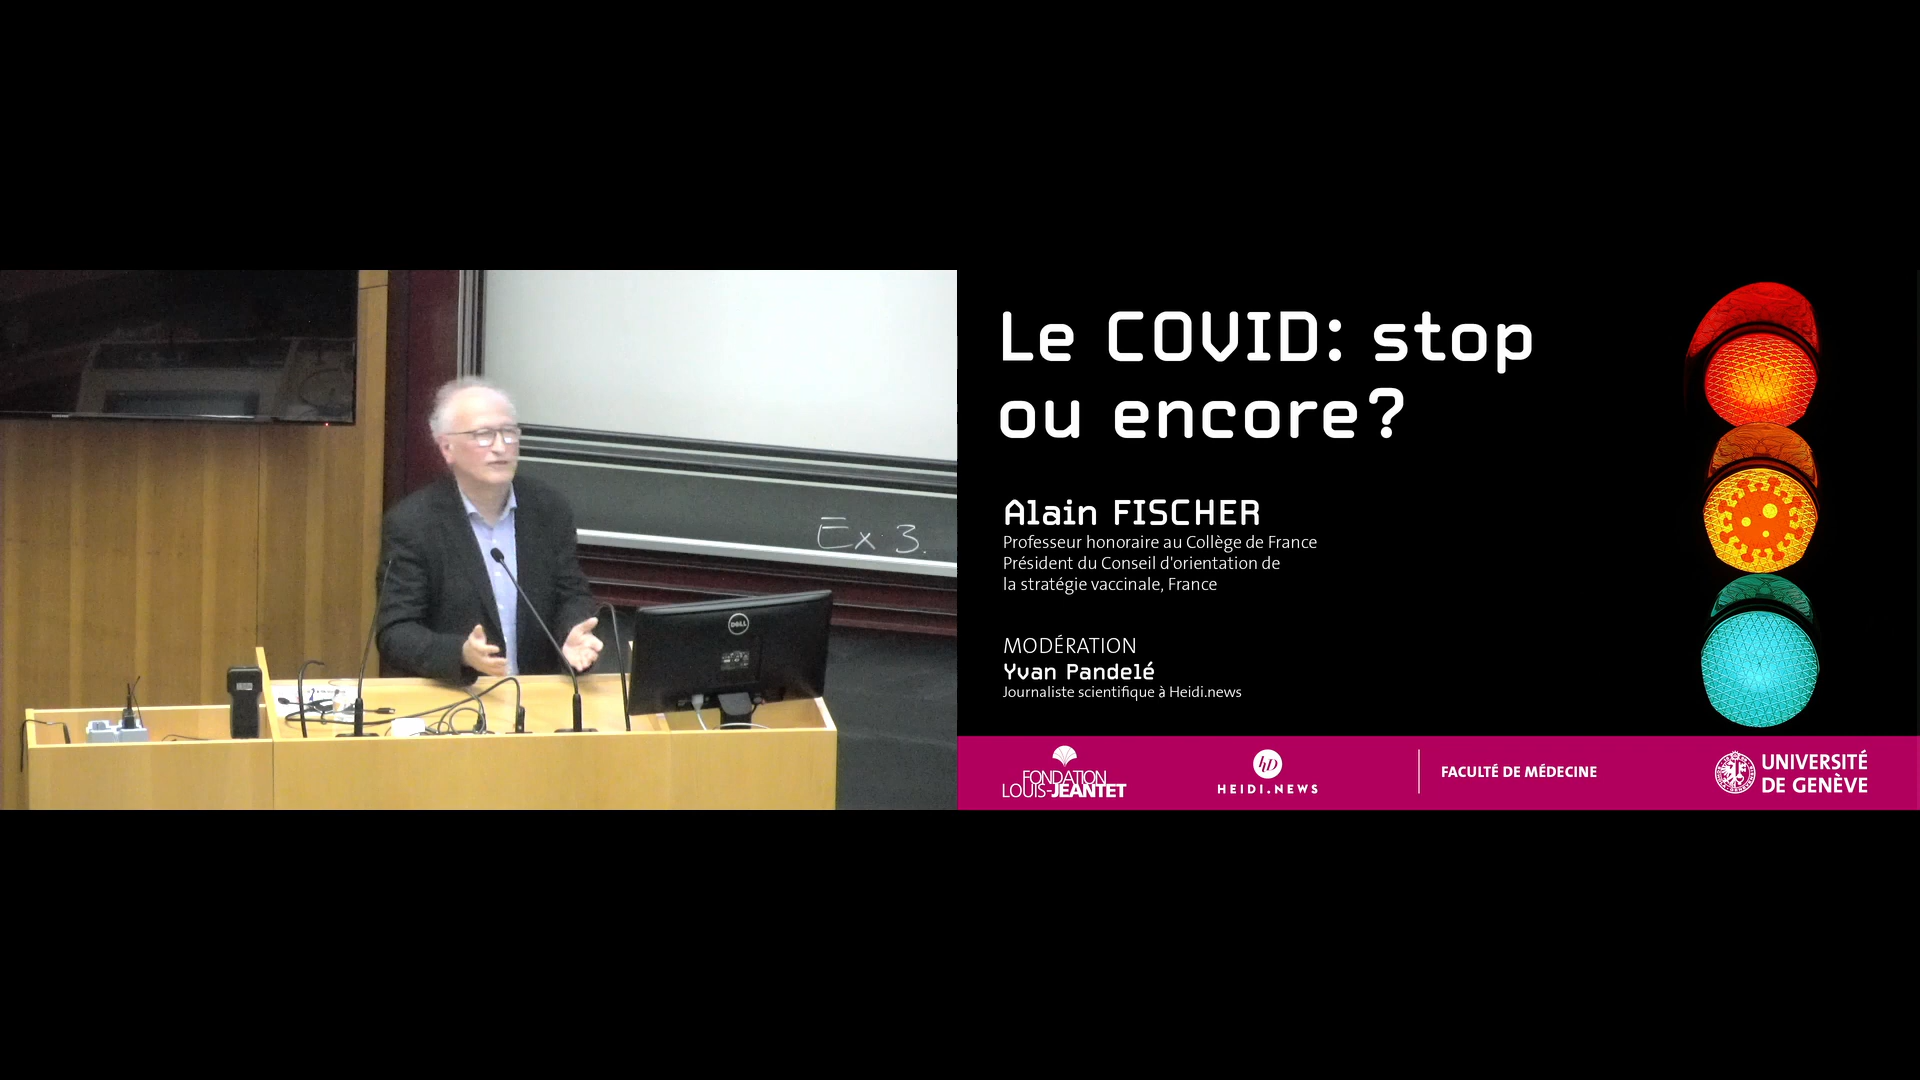 Ex 3.
DELL
Le COVID: stop
ou encore?
Alain FISCHER
Professeur honoraire au Collège de France
Président du Conseil d'orientation de
la stratégie vaccinale, France
MODÉRATION
Yvan Pandelé
Journaliste scientifique à Heidi.news
FONDATION
LOUIS-JEANTET
hD
HEIDI.NEWS
FACULTÉ DE MÉDECINE
UNIVERSITÉ
DE GENÈVE